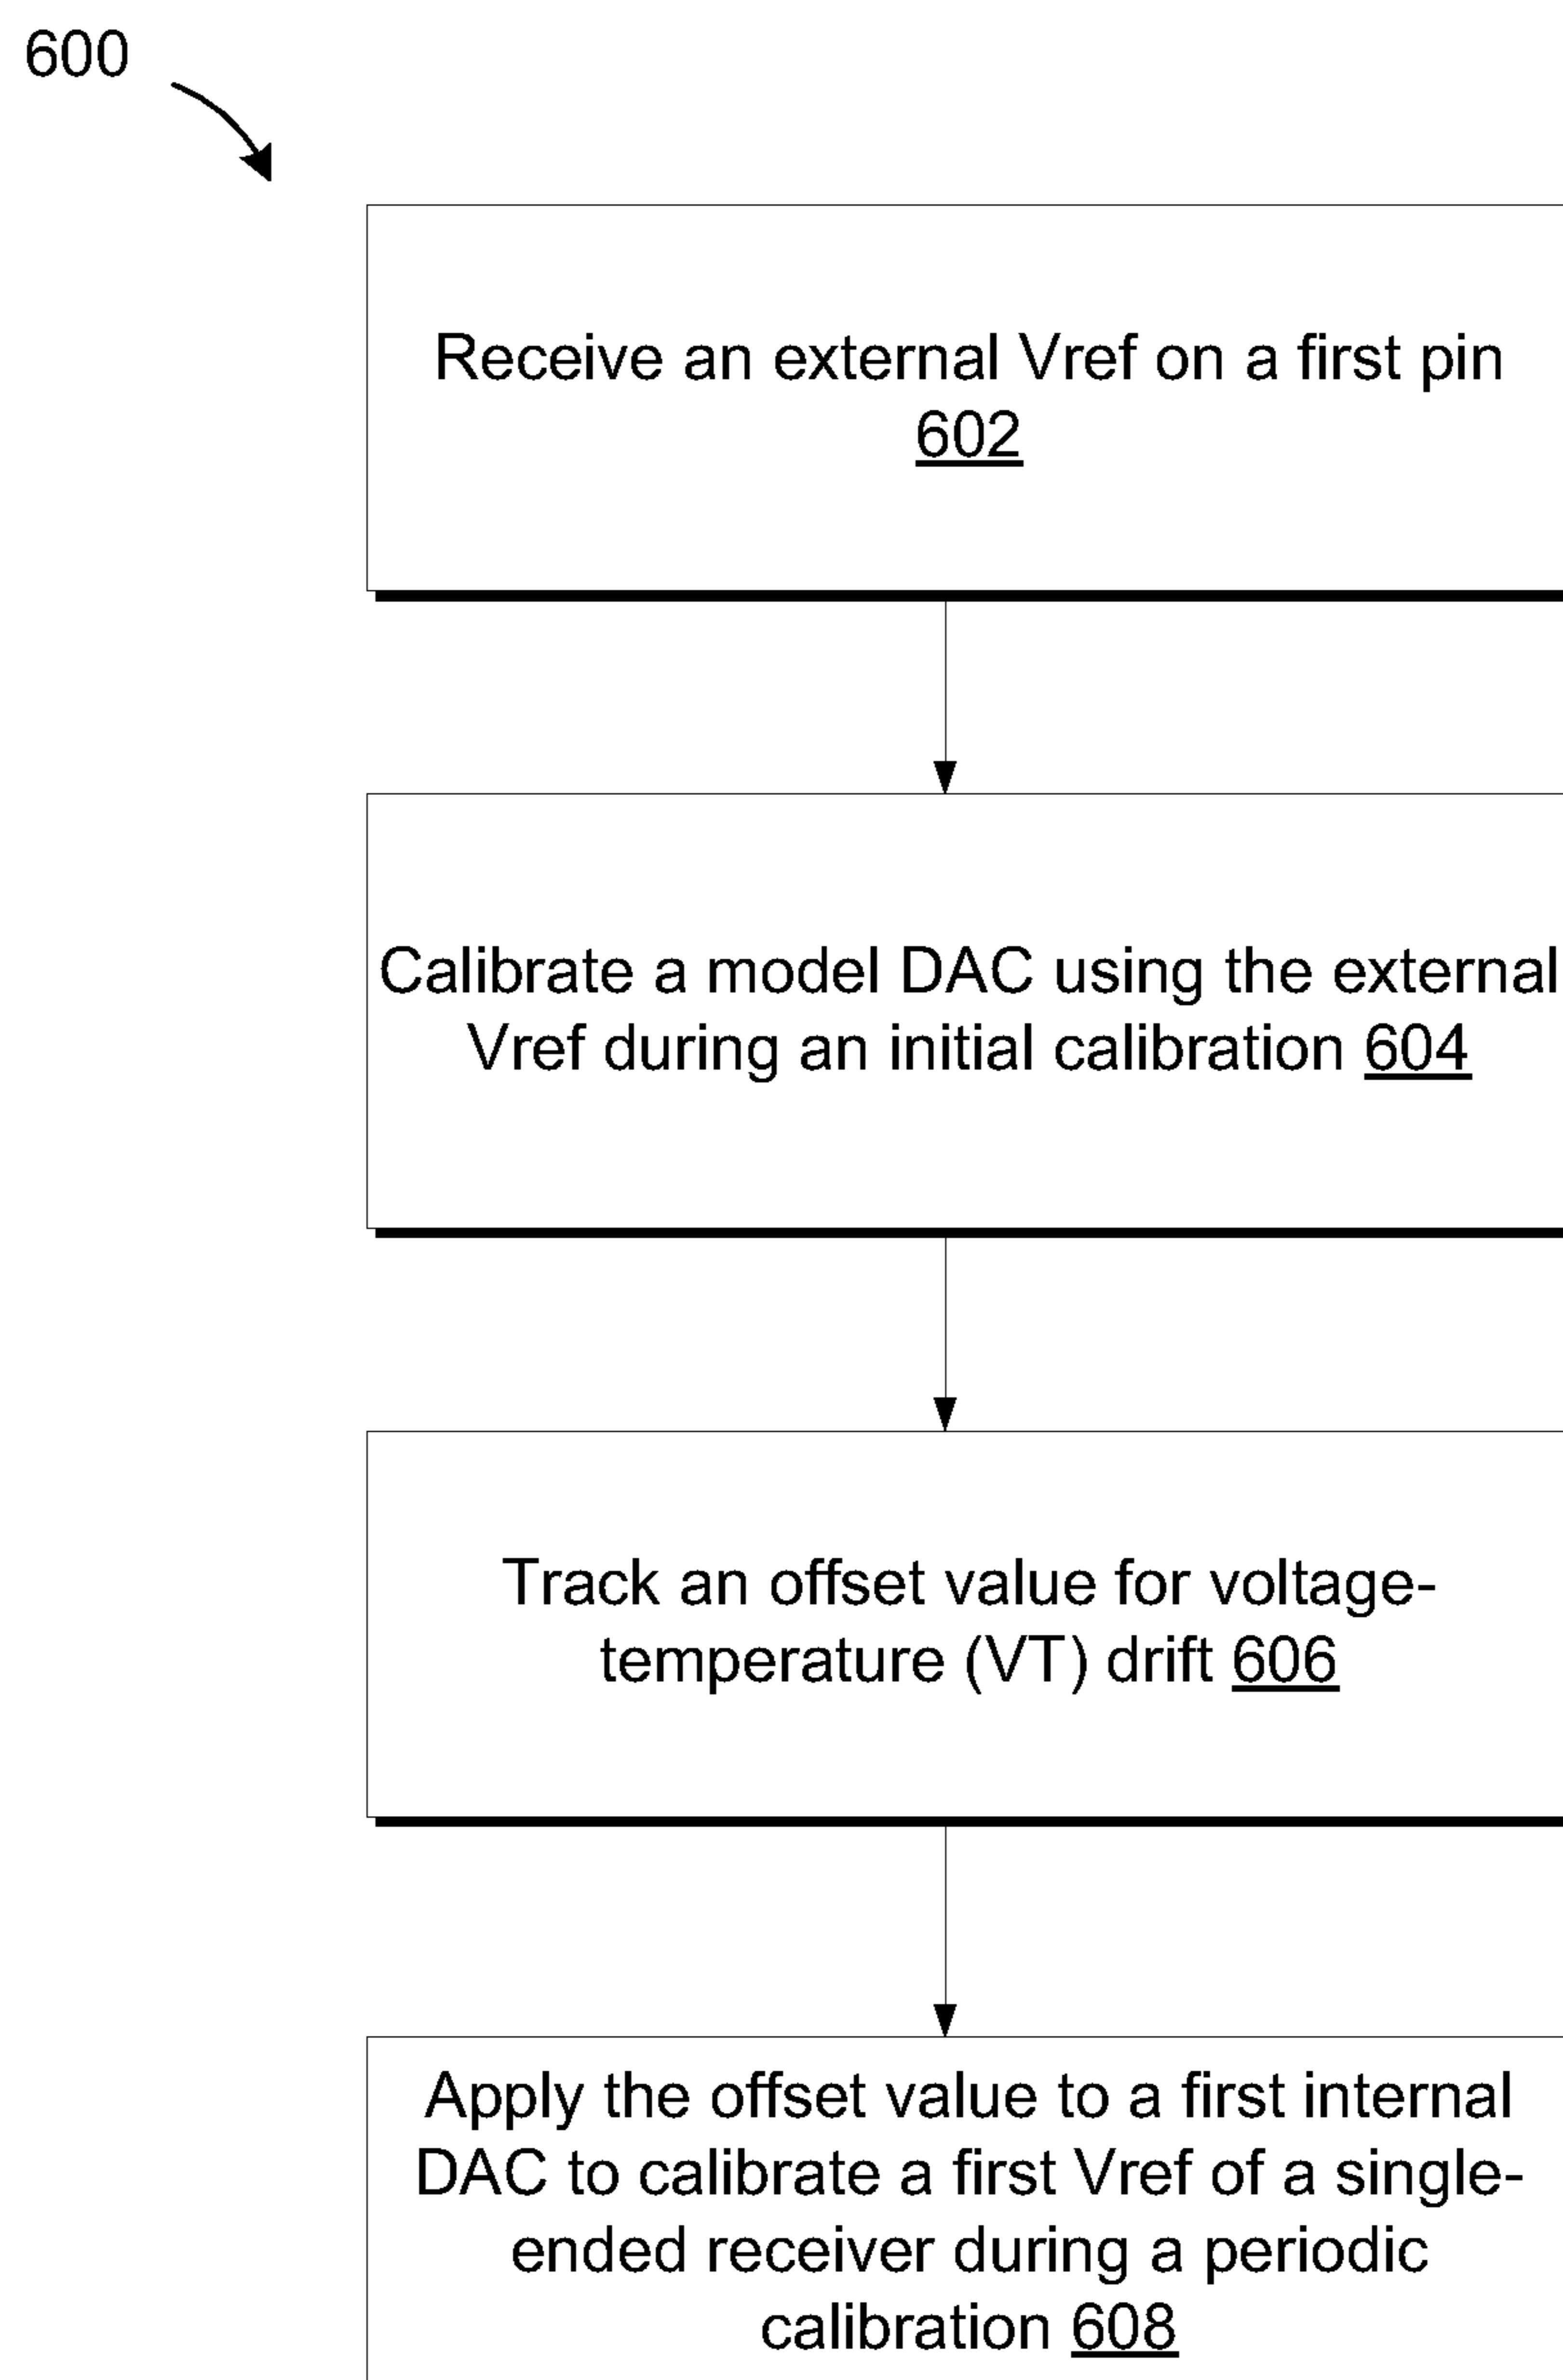 600
Receive an external Vref on a first pin
602
Calibrate a model DAC using the external
Vref during an initial calibration 604
Track an offset value for voltage-
temperature (VT) drift 606
Apply the offset value to a first internal
DAC to calibrate a first Vref of a single-
ended receiver during a periodic
calibration 608